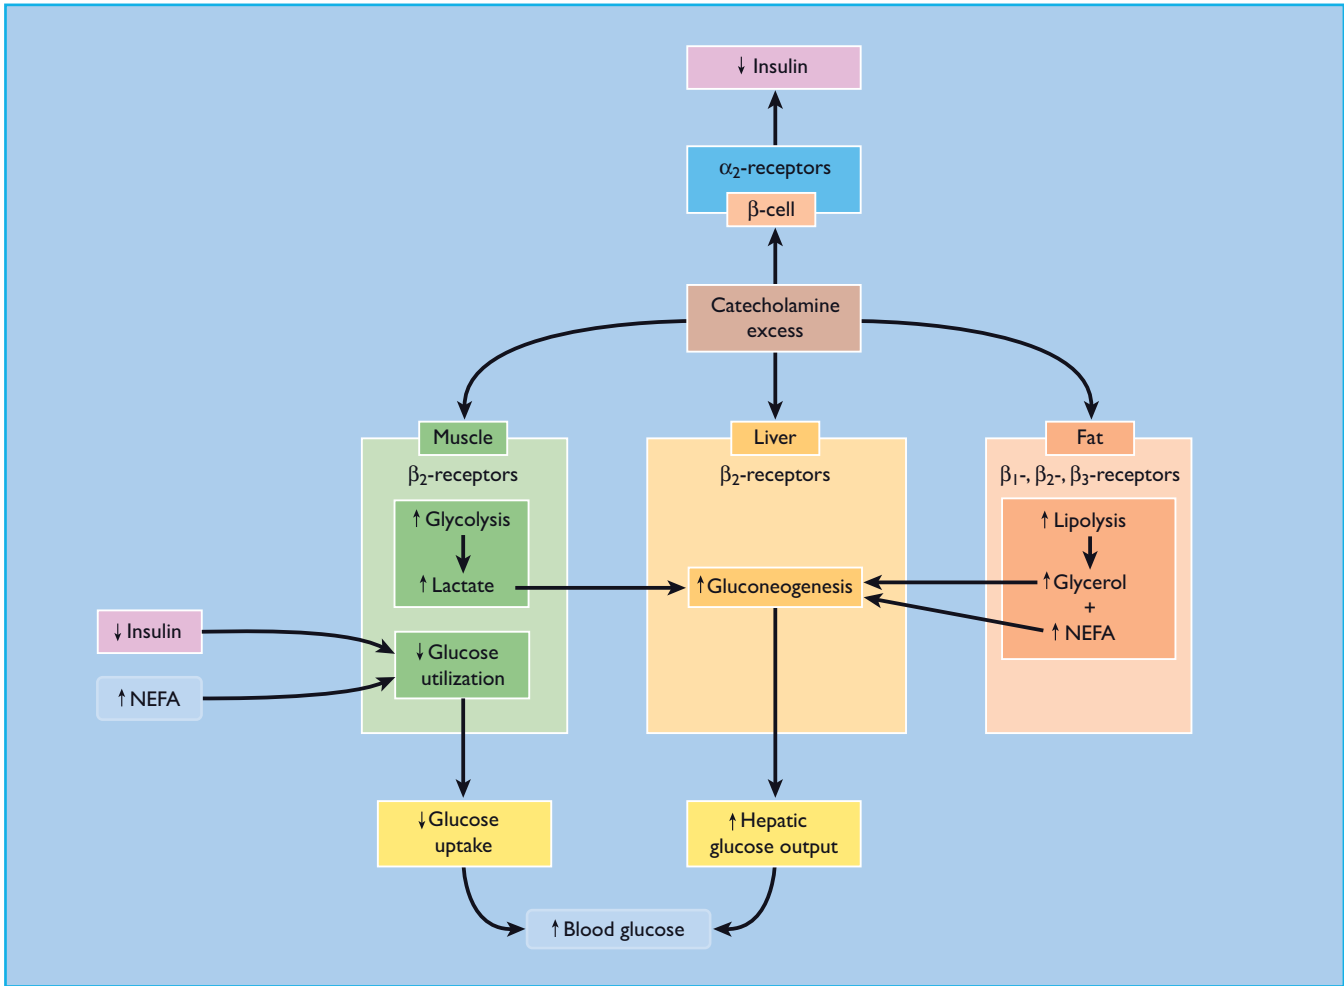 ↓ Insulin
α₂-receptors
β-cell
Catecholamine
excess
Muscle
β₂-receptors
↑ Glycolysis
↑ Lactate
↓ Glucose
utilization
↓ Insulin
↑ NEFA
Liver
β₂-receptors
↑ Gluconeogenesis
Fat
β₁-, β₂-, β₃-receptors
↑ Lipolysis
↑ Glycerol
+
↑ NEFA
↓ Glucose
uptake
↑ Hepatic
glucose output
↑ Blood glucose